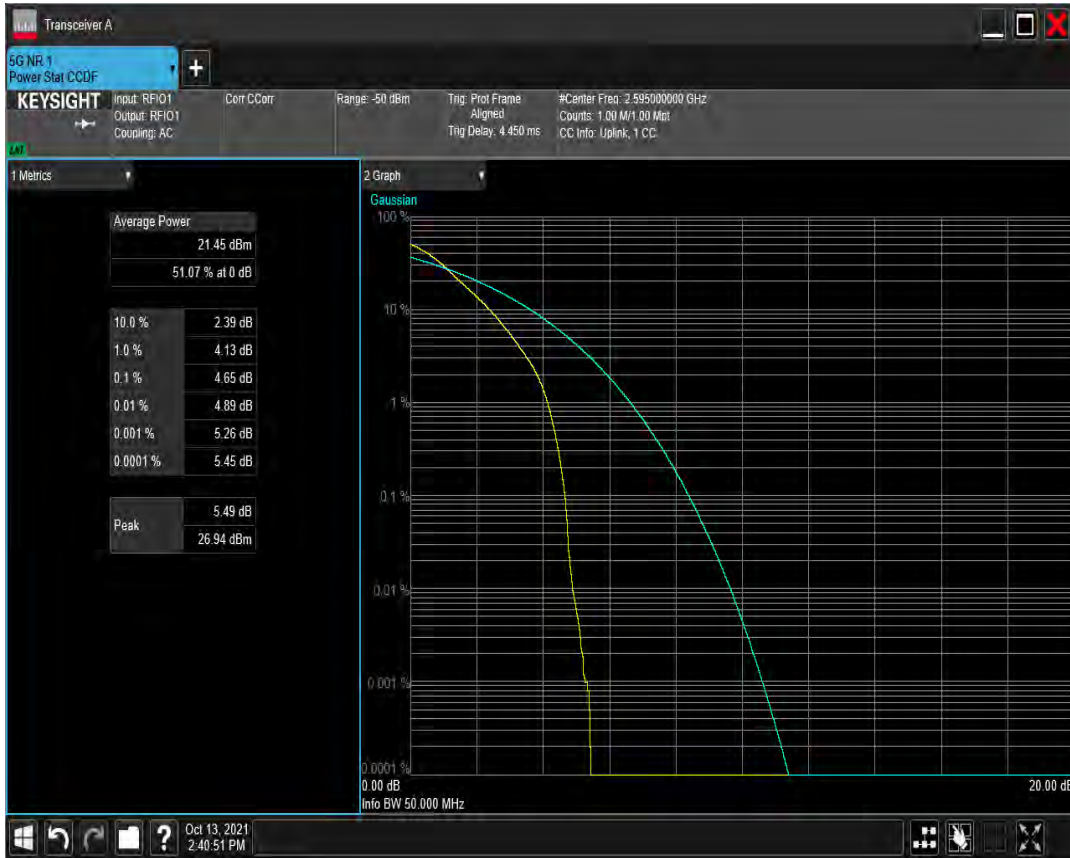 Transceiver A
5G NR 1
Power Stat CCDF
+
KEYSIGHT
Input: RFIO1
Output: RFIO1
Coupling: AC
Corr CCorr
Range: -50 dBm
Trig: Prot Frame
Aligned
Trig Delay: 4.450 ms
#Center Freq: 2.595000000 GHz
Counts: 1.00 M/1.00 Mpt
CC Info: Uplink, 1 CC
1 Metrics
Average Power
21.45 dBm
51.07 % at 0 dB
10.0 % 2.39 dB
1.0 % 4.13 dB
0.1 % 4.65 dB
0.01 % 4.89 dB
0.001 % 5.26 dB
0.0001 % 5.45 dB
Peak
5.49 dB
26.94 dBm
2 Graph
Gaussian
100 %
10 %
1 %
0.1 %
0.01 %
0.001 %
0.0001 %
0.00 dB 20.00 dB
Info BW 50.000 MHz
? Oct 13, 2021
2:40:51 PM